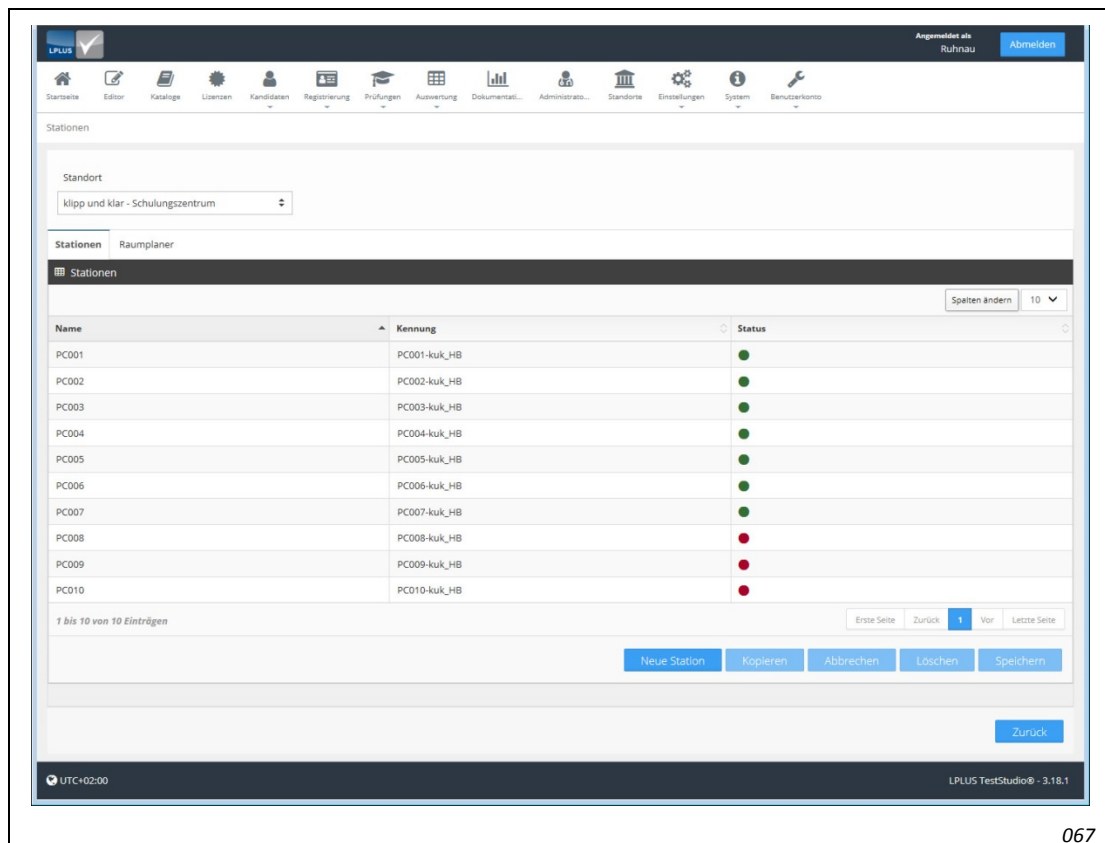 LPLUS
Angemeldet als
Ruhnau
Abmelden
Startseite Editor Kataloge Lizenzen Kandidaten Registrierung Prüfungen Auswertung Dokumentati... Administrato... Standorte Einstellungen System Benutzerkonto
Stationen
Standort
klipp und klar - Schulungszentrum
Stationen Raumplaner
Stationen
Spalten ändern 10
Name Kennung Status
PC001 PC001-kuk_HB
PC002 PC002-kuk_HB
PC003 PC003-kuk_HB
PC004 PC004-kuk_HB
PC005 PC005-kuk_HB
PC006 PC006-kuk_HB
PC007 PC007-kuk_HB
PC008 PC008-kuk_HB
PC009 PC009-kuk_HB
PC010 PC010-kuk_HB
1 bis 10 von 10 Einträgen Erste Seite Zurück 1 Vor Letzte Seite
Neue Station Kopieren Abbrechen Löschen Speichern
Zurück
UTC+02:00 LPLUS TestStudio® - 3.18.1
067